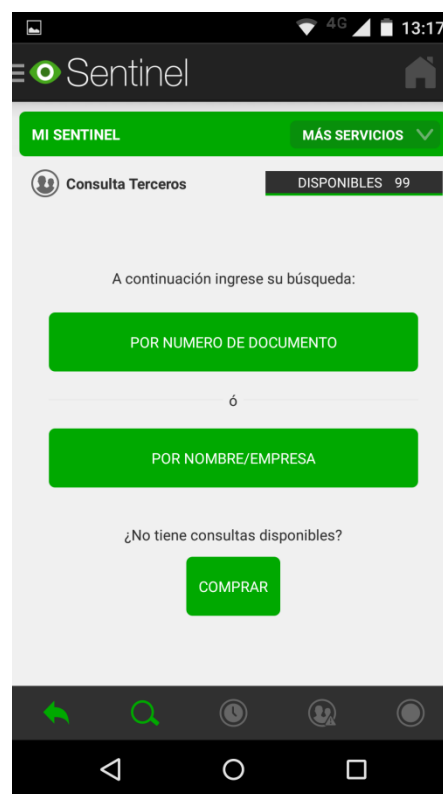 4G 13:17
Sentinel
MI SENTINEL MÁS SERVICIOS
Consulta Terceros DISPONIBLES 99
A continuación ingrese su búsqueda:
POR NUMERO DE DOCUMENTO
ó
POR NOMBRE/EMPRESA
¿No tiene consultas disponibles?
COMPRAR